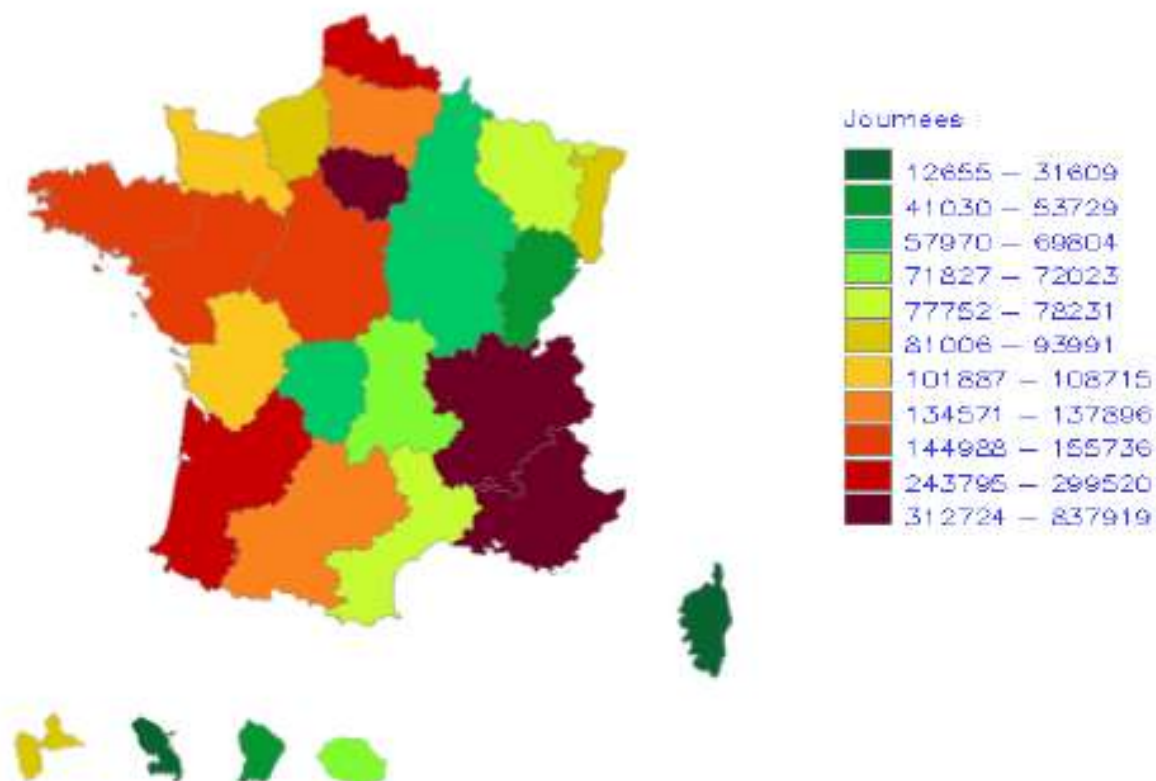 Journees :
12655 – 31609
41030 – 53729
57970 – 69804
71827 – 72023
77752 – 78231
81006 – 93991
101887 – 108715
134571 – 137896
144988 – 155736
243795 – 299520
312724 – 837919